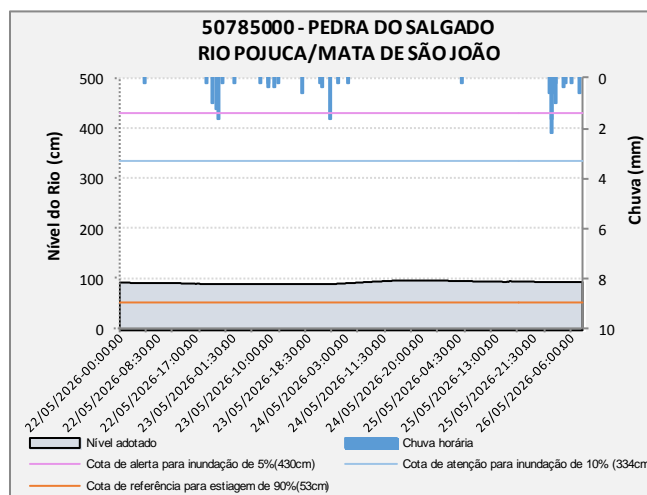 50785000 - PEDRA DO SALGADO
RIO POJUCA/MATA DE SÃO JOÃO
Nível do Rio (cm)
500
400
300
200
100
0
Chuva (mm)
0
2
4
6
8
10
22/05/2026-00:00:00
22/05/2026-08:30:00
22/05/2026-17:00:00
23/05/2026-01:30:00
23/05/2026-10:00:00
23/05/2026-18:30:00
24/05/2026-03:00:00
24/05/2026-11:30:00
24/05/2026-20:00:00
25/05/2026-04:30:00
25/05/2026-13:00:00
25/05/2026-21:30:00
26/05/2026-06:00:00
Nível adotado
Chuva horária
Cota de alerta para inundação de 5%(430cm)
Cota de atenção para inundação de 10% (334cm
Cota de referência para estiagem de 90%(53cm)